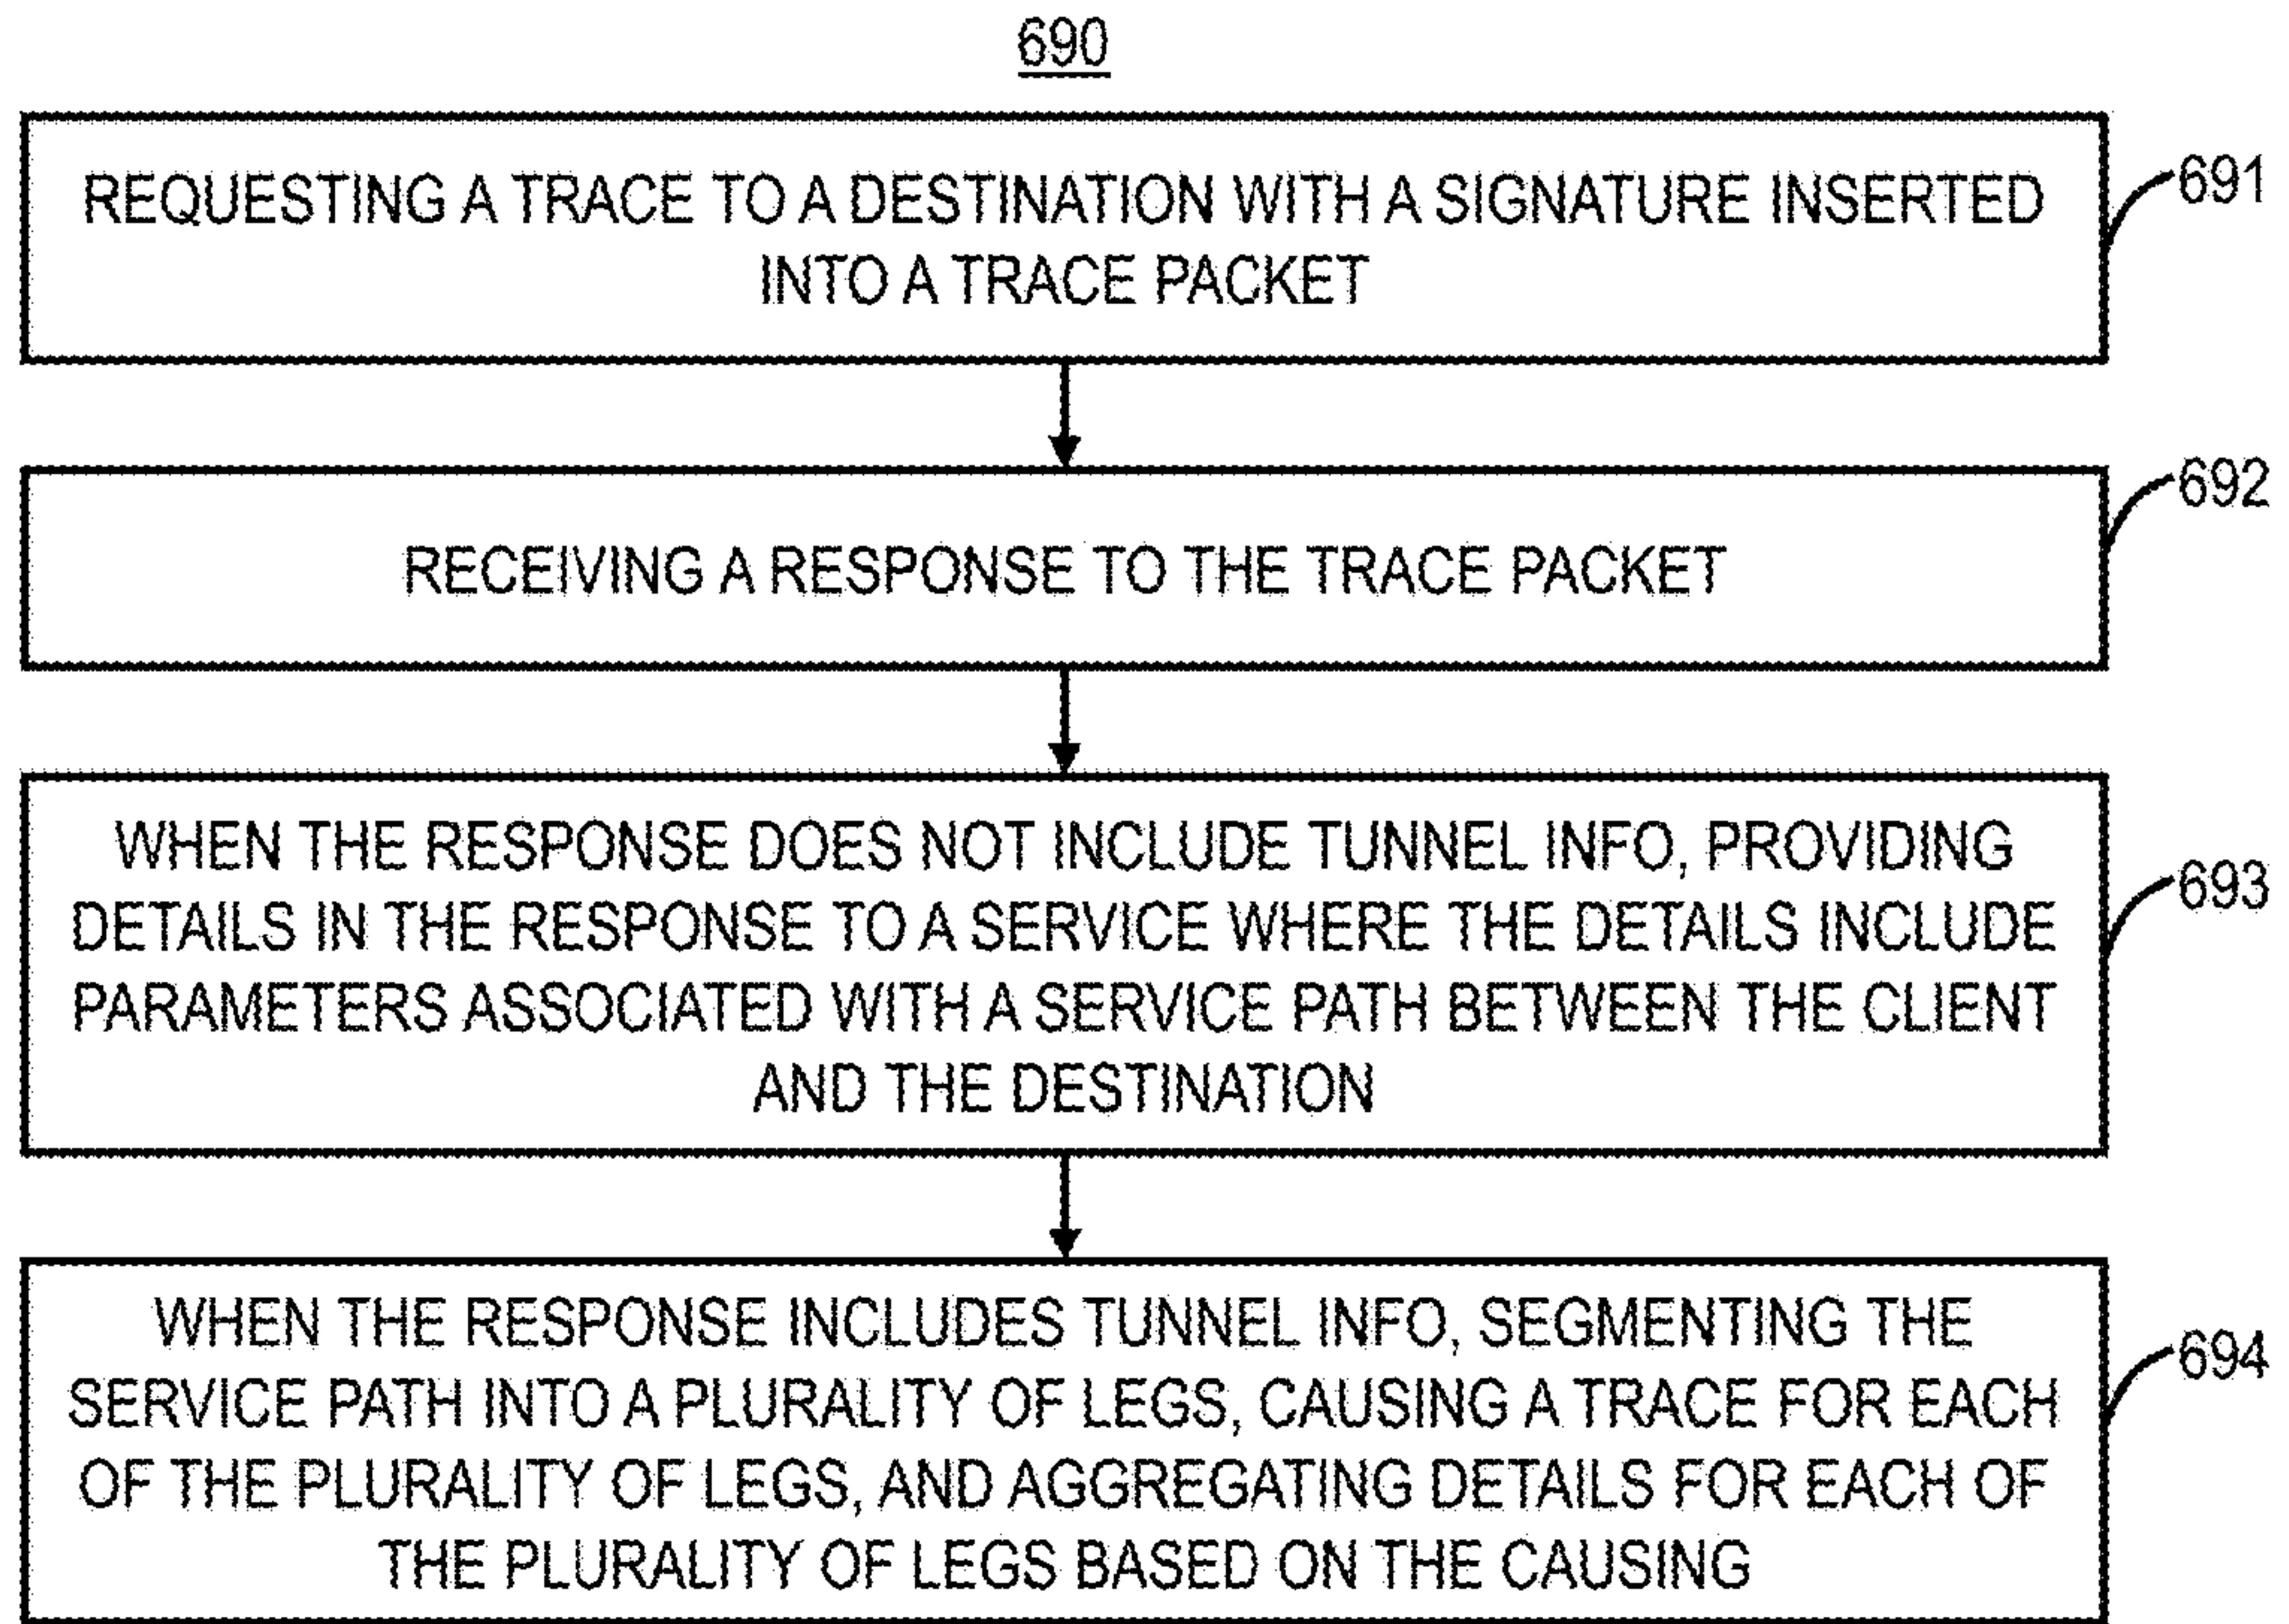 690
REQUESTING A TRACE TO A DESTINATION WITH A SIGNATURE INSERTED
INTO A TRACE PACKET
691
RECEIVING A RESPONSE TO THE TRACE PACKET
692
WHEN THE RESPONSE DOES NOT INCLUDE TUNNEL INFO, PROVIDING
DETAILS IN THE RESPONSE TO A SERVICE WHERE THE DETAILS INCLUDE
PARAMETERS ASSOCIATED WITH A SERVICE PATH BETWEEN THE CLIENT
AND THE DESTINATION
693
WHEN THE RESPONSE INCLUDES TUNNEL INFO, SEGMENTING THE
SERVICE PATH INTO A PLURALITY OF LEGS, CAUSING A TRACE FOR EACH
OF THE PLURALITY OF LEGS, AND AGGREGATING DETAILS FOR EACH OF
THE PLURALITY OF LEGS BASED ON THE CAUSING
694